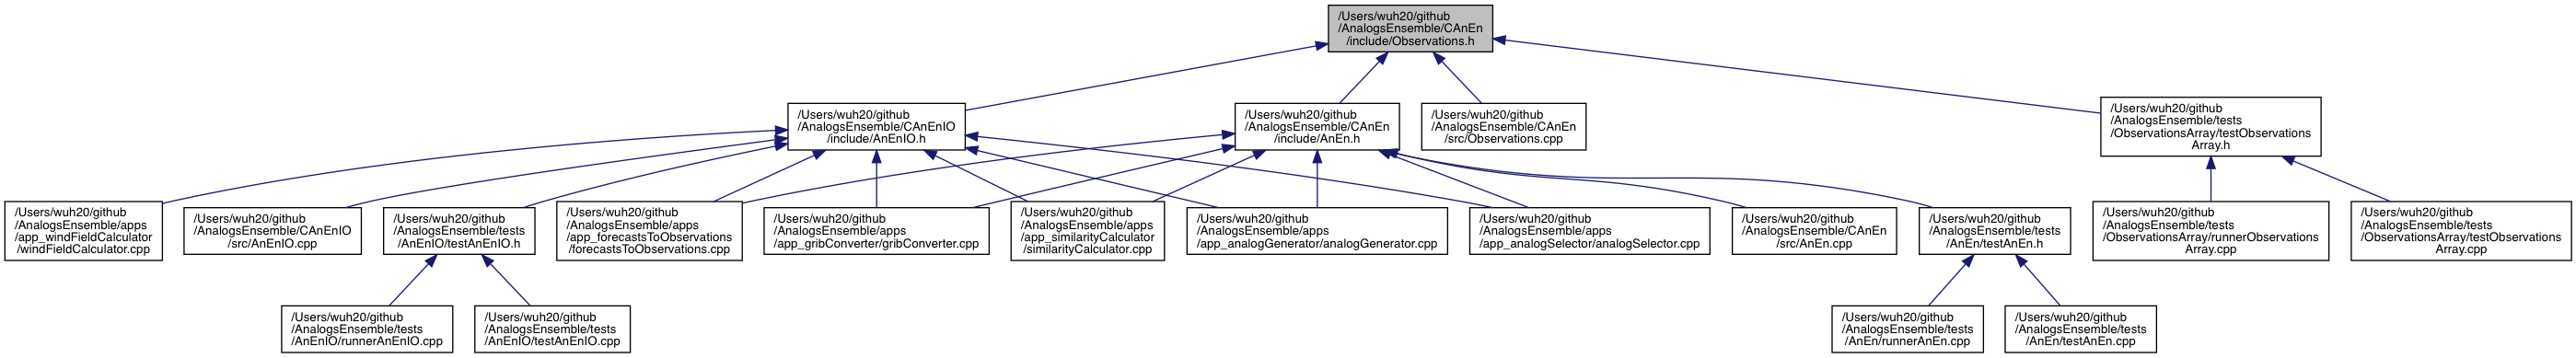 /Users/wuh20/github
/AnalogsEnsemble/CAnEn
/include/Observations.h
/Users/wuh20/github
/AnalogsEnsemble/CAnEnIO
/include/AnEnIO.h
/Users/wuh20/github
/AnalogsEnsemble/CAnEn
/include/AnEn.h
/Users/wuh20/github
/AnalogsEnsemble/CAnEn
/src/Observations.cpp
/Users/wuh20/github
/AnalogsEnsemble/tests
/ObservationsArray/testObservations
Array.h
/Users/wuh20/github
/AnalogsEnsemble/apps
/app_windFieldCalculator
/windFieldCalculator.cpp
/Users/wuh20/github
/AnalogsEnsemble/CAnEnIO
/src/AnEnIO.cpp
/Users/wuh20/github
/AnalogsEnsemble/tests
/AnEnIO/testAnEnIO.h
/Users/wuh20/github
/AnalogsEnsemble/apps
/app_forecastsToObservations
/forecastsToObservations.cpp
/Users/wuh20/github
/AnalogsEnsemble/apps
/app_gribConverter/gribConverter.cpp
/Users/wuh20/github
/AnalogsEnsemble/apps
/app_similarityCalculator
/similarityCalculator.cpp
/Users/wuh20/github
/AnalogsEnsemble/apps
/app_analogGenerator/analogGenerator.cpp
/Users/wuh20/github
/AnalogsEnsemble/apps
/app_analogSelector/analogSelector.cpp
/Users/wuh20/github
/AnalogsEnsemble/CAnEn
/src/AnEn.cpp
/Users/wuh20/github
/AnalogsEnsemble/tests
/AnEn/testAnEn.h
/Users/wuh20/github
/AnalogsEnsemble/tests
/ObservationsArray/runnerObservations
Array.cpp
/Users/wuh20/github
/AnalogsEnsemble/tests
/ObservationsArray/testObservations
Array.cpp
/Users/wuh20/github
/AnalogsEnsemble/tests
/AnEnIO/runnerAnEnIO.cpp
/Users/wuh20/github
/AnalogsEnsemble/tests
/AnEnIO/testAnEnIO.cpp
/Users/wuh20/github
/AnalogsEnsemble/tests
/AnEn/runnerAnEn.cpp
/Users/wuh20/github
/AnalogsEnsemble/tests
/AnEn/testAnEn.cpp